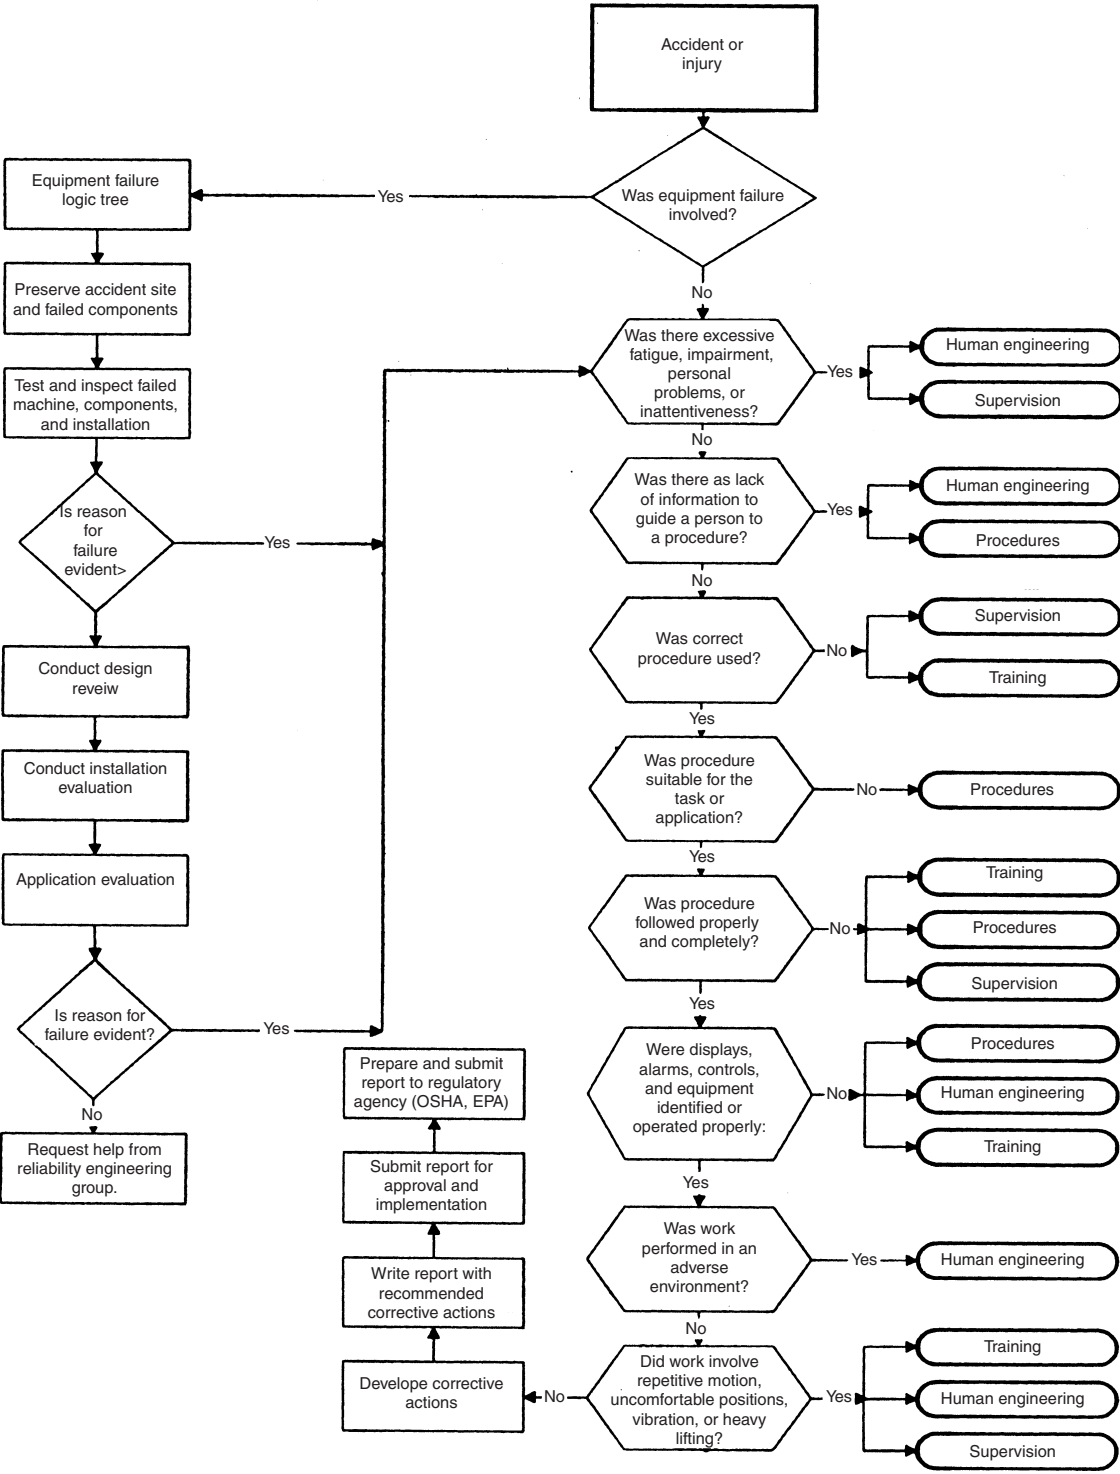 Accident or
injury
Was equipment failure
involved?
Yes
Equipment failure
logic tree
Preserve accident site
and failed components
Test and inspect failed
machine, components,
and installation
Is reason
for
failure
evident>
Yes
Conduct design
reveiw
Conduct installation
evaluation
Application evaluation
Is reason for
failure evident?
Yes
No
Request help from
reliability engineering
group.
No
Was there excessive
fatigue, impairment,
personal
problems, or
inattentiveness?
Yes
Human engineering
Supervision
No
Was there as lack
of information to
guide a person to
a procedure?
Yes
Human engineering
Procedures
No
Was correct
procedure used?
No
Supervision
Training
Yes
Was procedure
suitable for the
task or
application?
No
Procedures
Yes
Was procedure
followed properly
and completely?
No
Training
Procedures
Supervision
Yes
Were displays,
alarms, controls,
and equipment
identified or
operated properly:
No
Procedures
Human engineering
Training
Yes
Was work
performed in an
adverse
environment?
Yes
Human engineering
No
Did work involve
repetitive motion,
uncomfortable positions,
vibration, or heavy
lifting?
Yes
Training
Human engineering
Supervision
No
Develope corrective
actions
Write report with
recommended
corrective actions
Submit report for
approval and
implementation
Prepare and submit
report to regulatory
agency (OSHA, EPA)